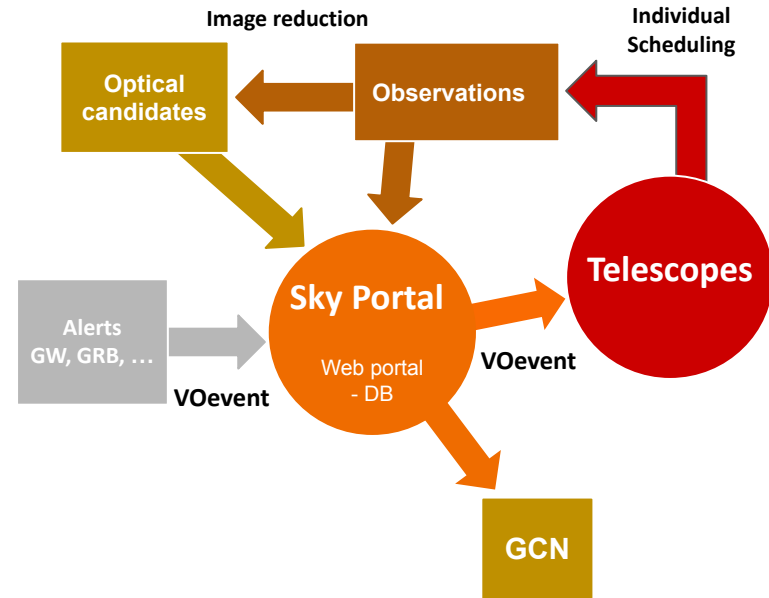 Image reduction
Individual
Scheduling
Optical
candidates
Observations
Telescopes
Sky Portal
Web portal
- DB
Alerts
GW, GRB, ...
VOevent
VOevent
GCN